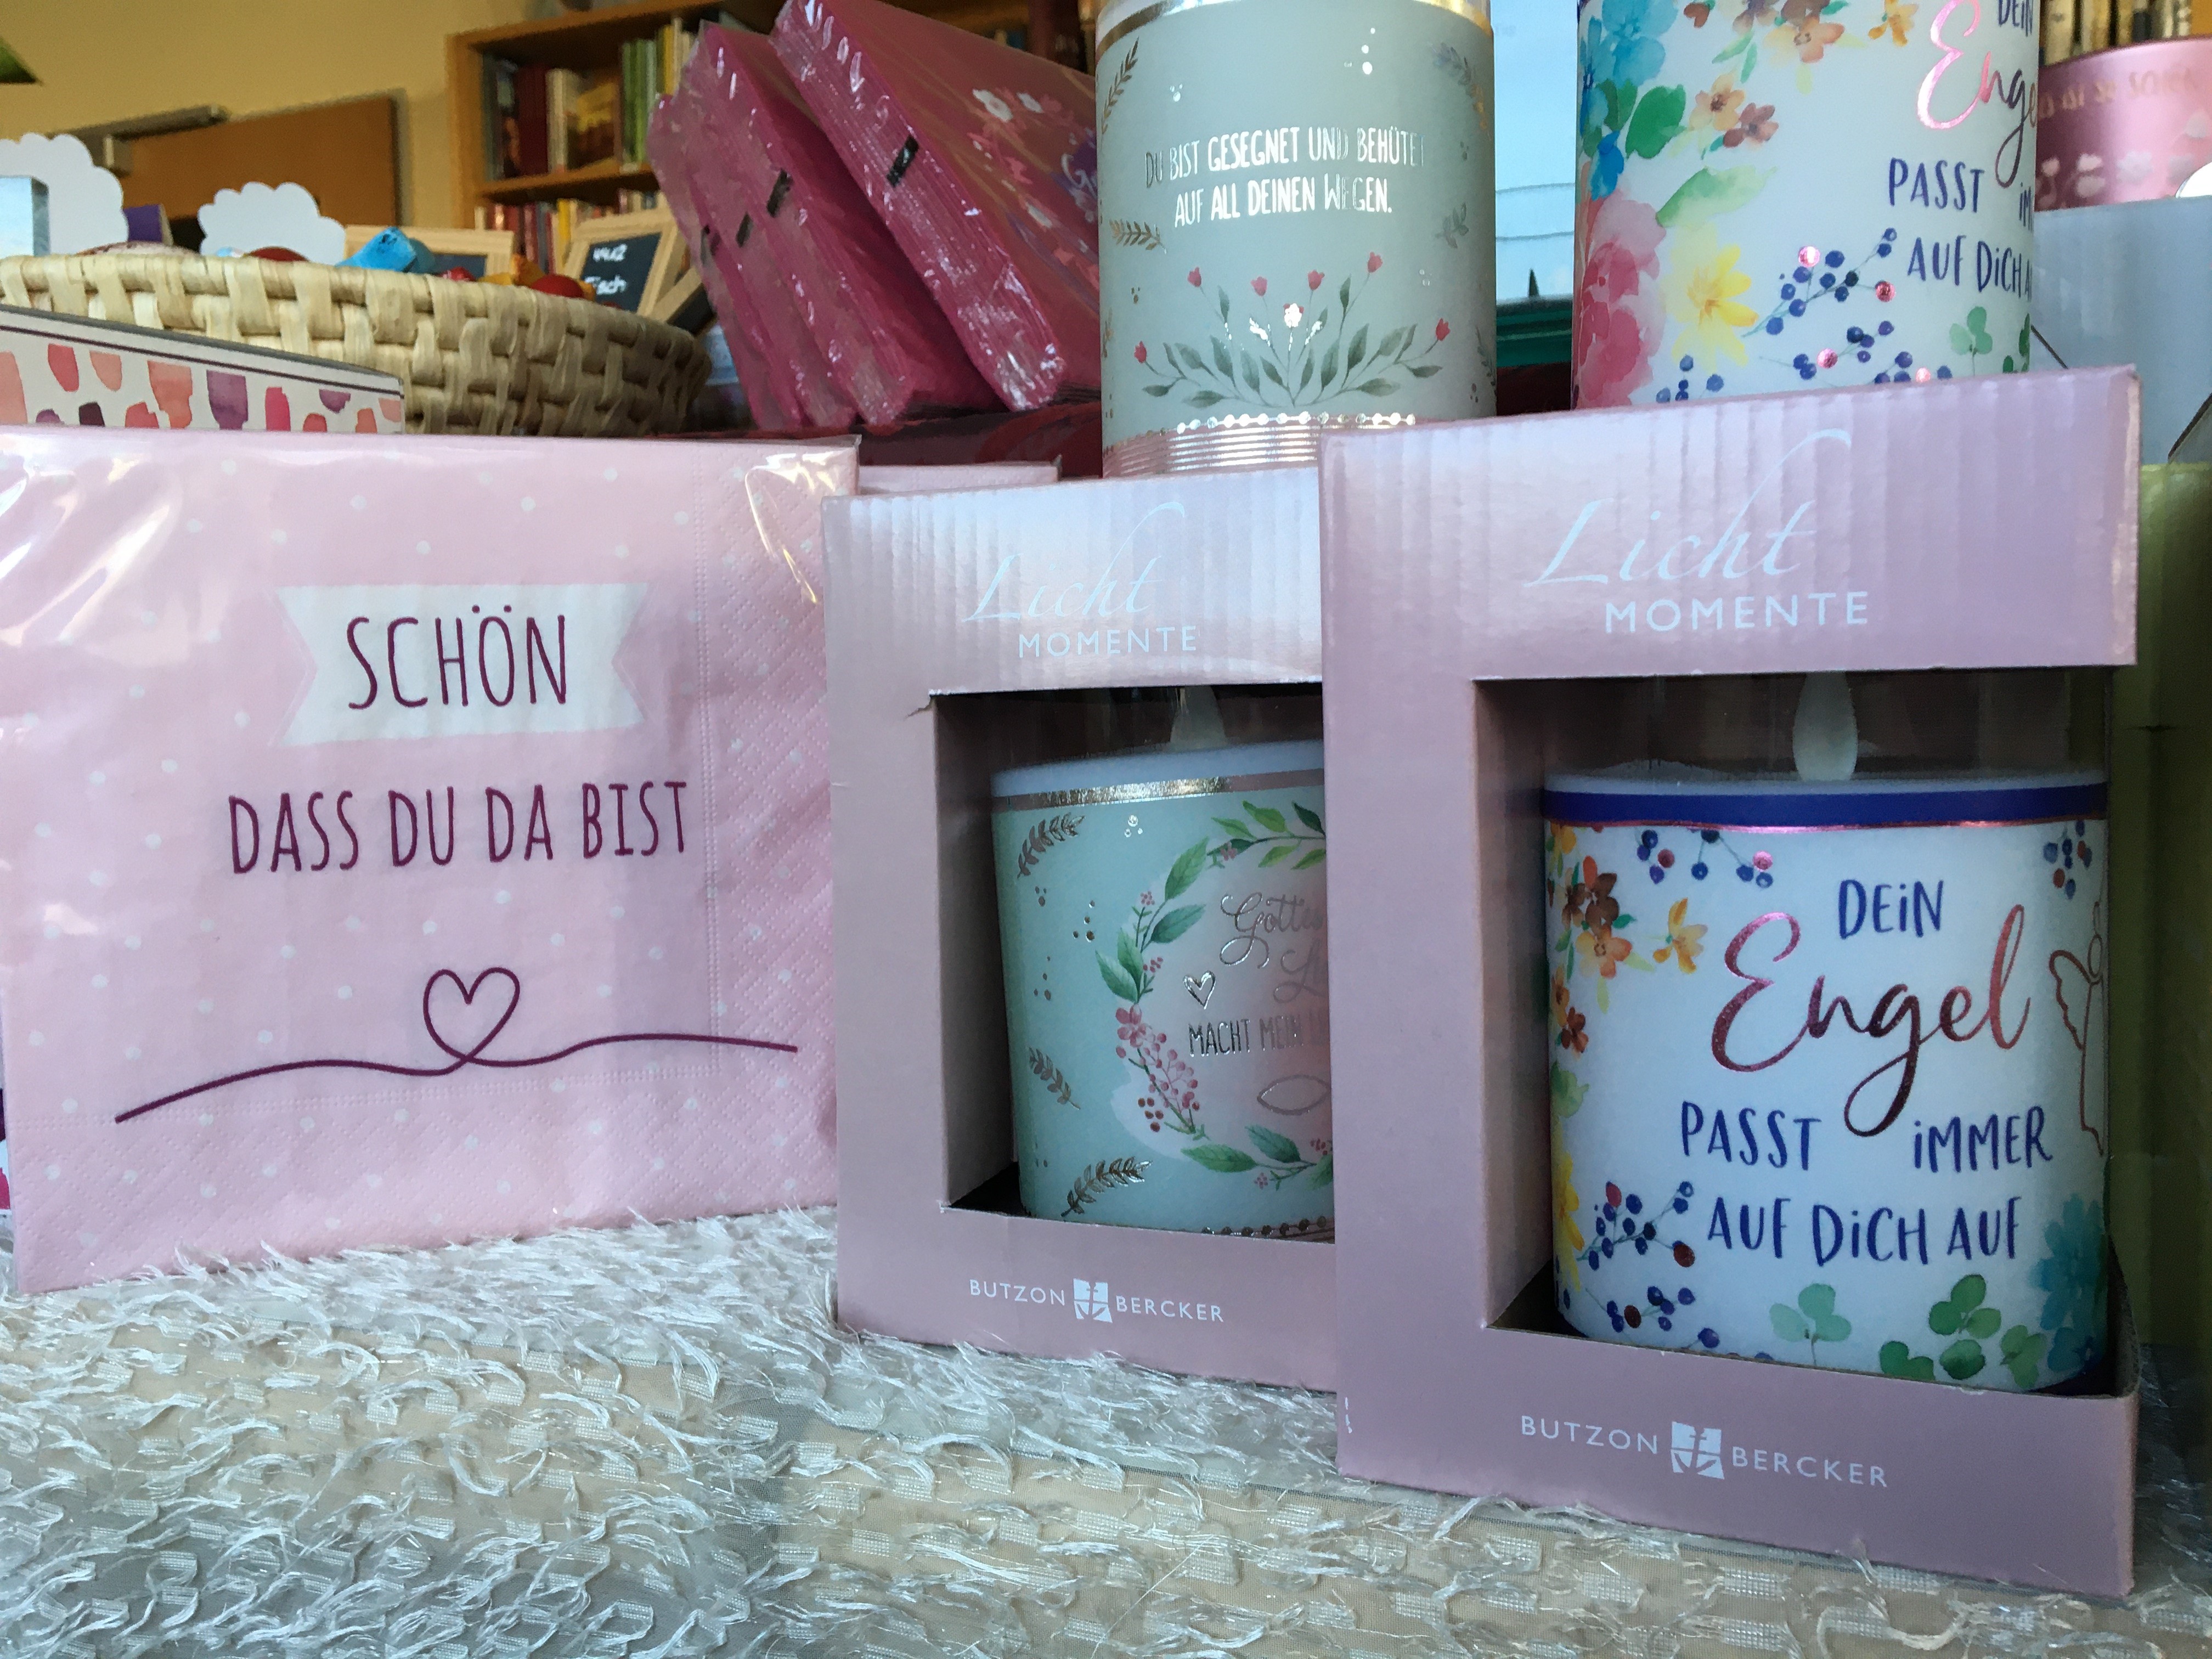 DU BIST GESEGNET UND BEHÜTET
AUF ALL DEINEN WEGEN.
DEIN
Engel
PASST
AUF DICH
SCHÖN
DASS DU DA BIST
Licht
MOMENTE
Gottes
MACHT MEIN
BUTZON BERCKER
Licht
MOMENTE
DEIN
Engel
PASST IMMER
AUF DICH AUF
BUTZON BERCKER